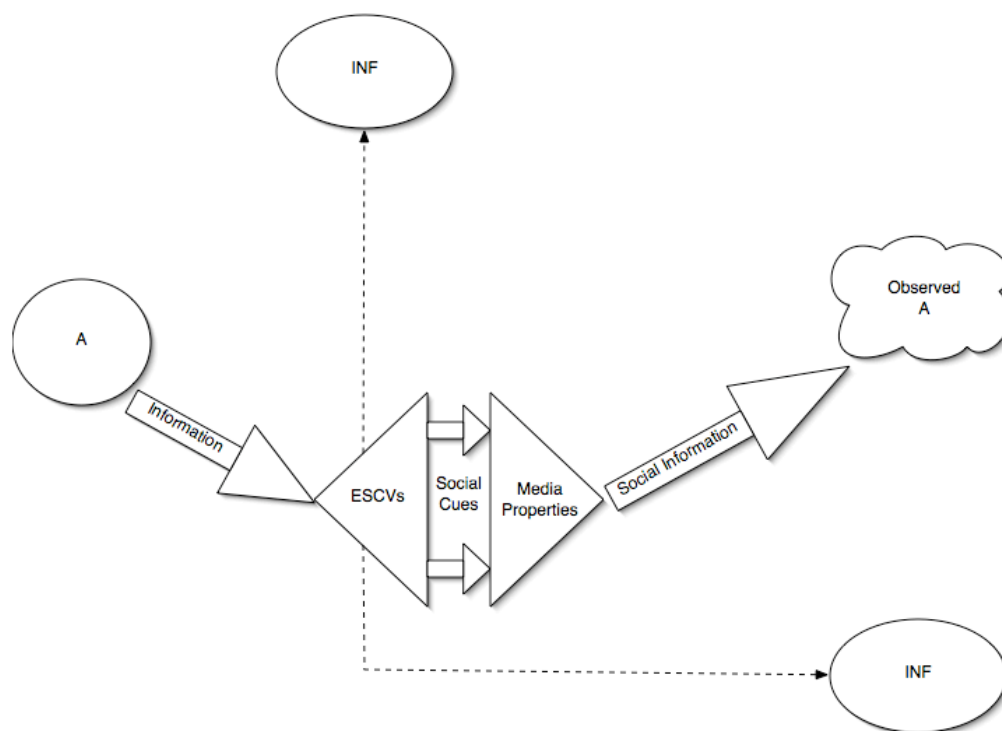 INF
A
Information
ESCVs
Social
Cues
Media
Properties
Social Information
Observed
A
INF